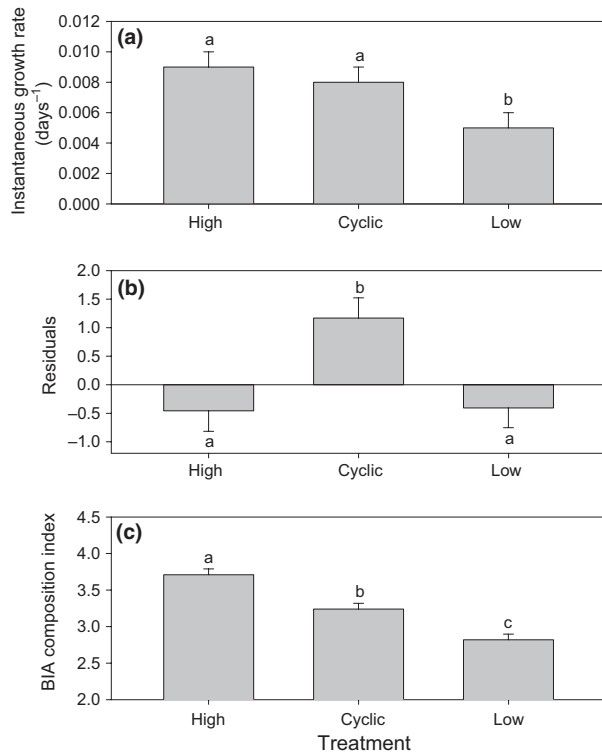 (a)
Instantaneous growth rate
(days⁻¹)
0.012
0.010
0.008
0.006
0.004
0.002
0.000
a
a
b
High
Cyclic
Low
(b)
Residuals
2.0
1.5
1.0
0.5
0.0
–0.5
–1.0
a
b
a
High
Cyclic
Low
(c)
BIA composition index
4.5
4.0
3.5
3.0
2.5
2.0
a
b
c
High
Cyclic
Low
Treatment